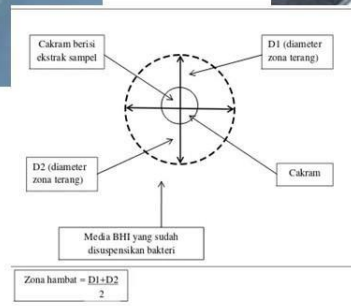 Cakram berisi
ekstrak sampel
D1 (diameter
zona terang)
D2 (diameter
zona terang)
Cakram
Media BHI yang sudah
disuspensikan bakteri
Zona hambat = D1+D2
2